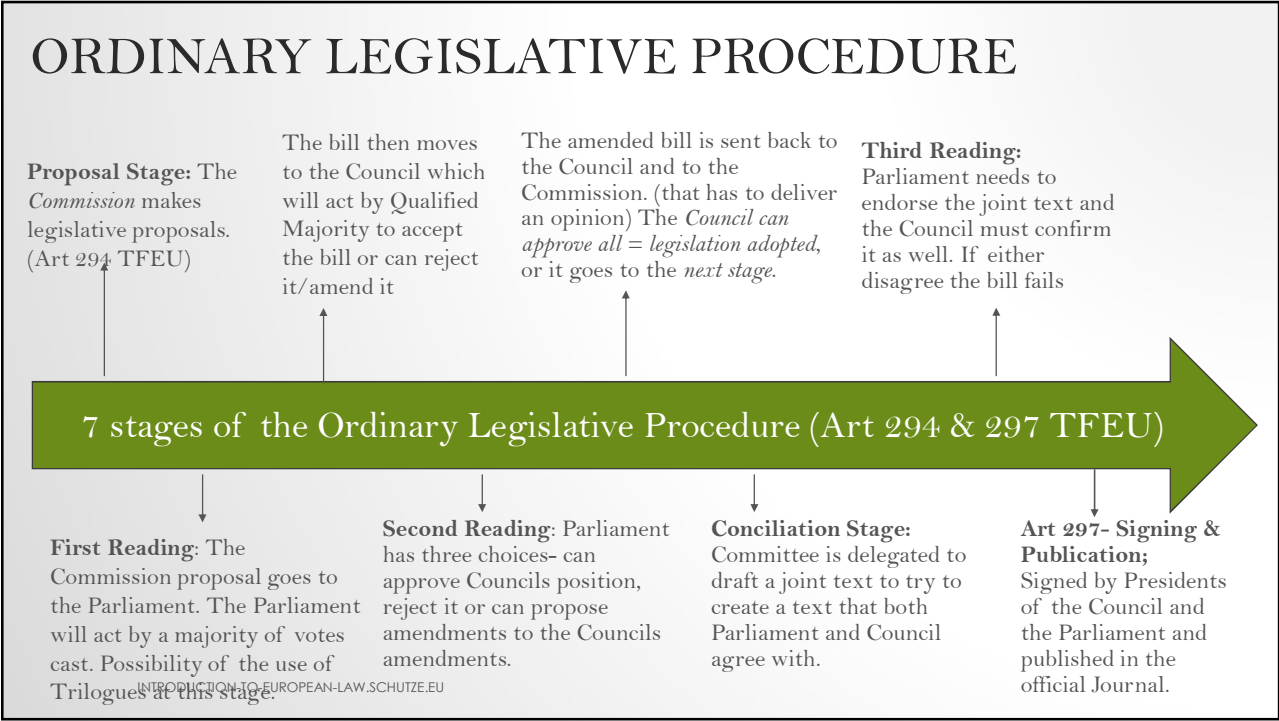 ORDINARY LEGISLATIVE PROCEDURE
Proposal Stage: The
Commission makes
legislative proposals.
(Art 294 TFEU)
The bill then moves
to the Council which
will act by Qualified
Majority to accept
the bill or can reject
it/amend it
The amended bill is sent back to
the Council and to the
Commission. (that has to deliver
an opinion) The Council can
approve all = legislation adopted,
or it goes to the next stage.
Third Reading:
Parliament needs to
endorse the joint text and
the Council must confirm
it as well. If either
disagree the bill fails
7 stages of the Ordinary Legislative Procedure (Art 294 & 297 TFEU)
First Reading: The
Commission proposal goes to
the Parliament. The Parliament
will act by a majority of votes
cast. Possibility of the use of
Trilogues at this stage.
INTRODUCTION-TO-EUROPEAN-LAW.SCHUTZE.EU
Second Reading: Parliament
has three choices- can
approve Councils position,
reject it or can propose
amendments to the Councils
amendments.
Conciliation Stage:
Committee is delegated to
draft a joint text to try to
create a text that both
Parliament and Council
agree with.
Art 297- Signing &
Publication;
Signed by Presidents
of the Council and
the Parliament and
published in the
official Journal.